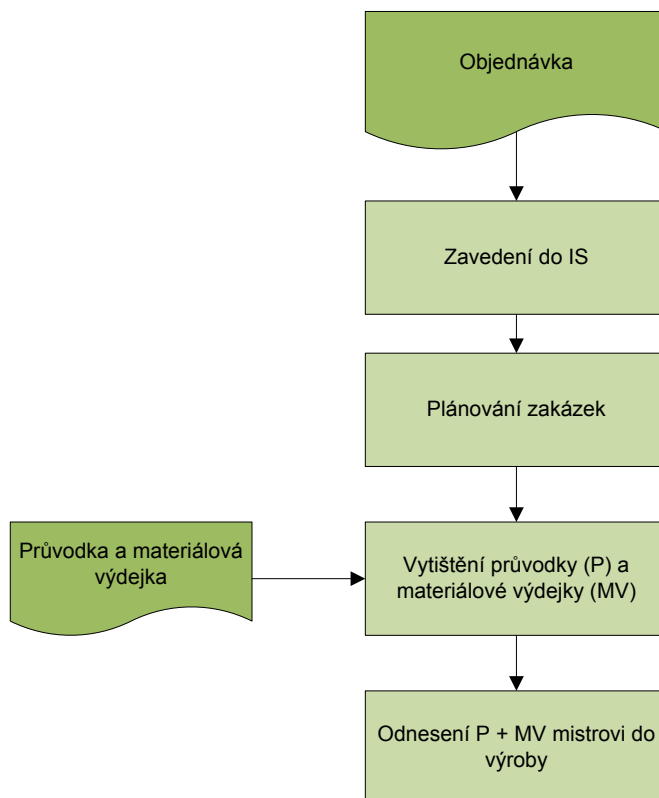 Objednávka
Zavedení do IS
Plánování zakázek
Průvodka a materiálová
výdejka
Vytištění průvodky (P) a
materiálové výdejky (MV)
Odnesení P + MV mistrovi do
výroby